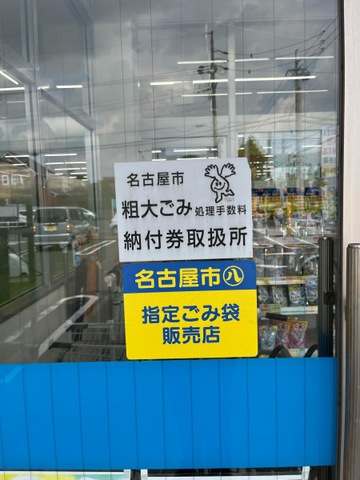 名古屋市
粗大ごみ処理手数料
納付券取扱所
名古屋市㊇
指定ごみ袋
販売店